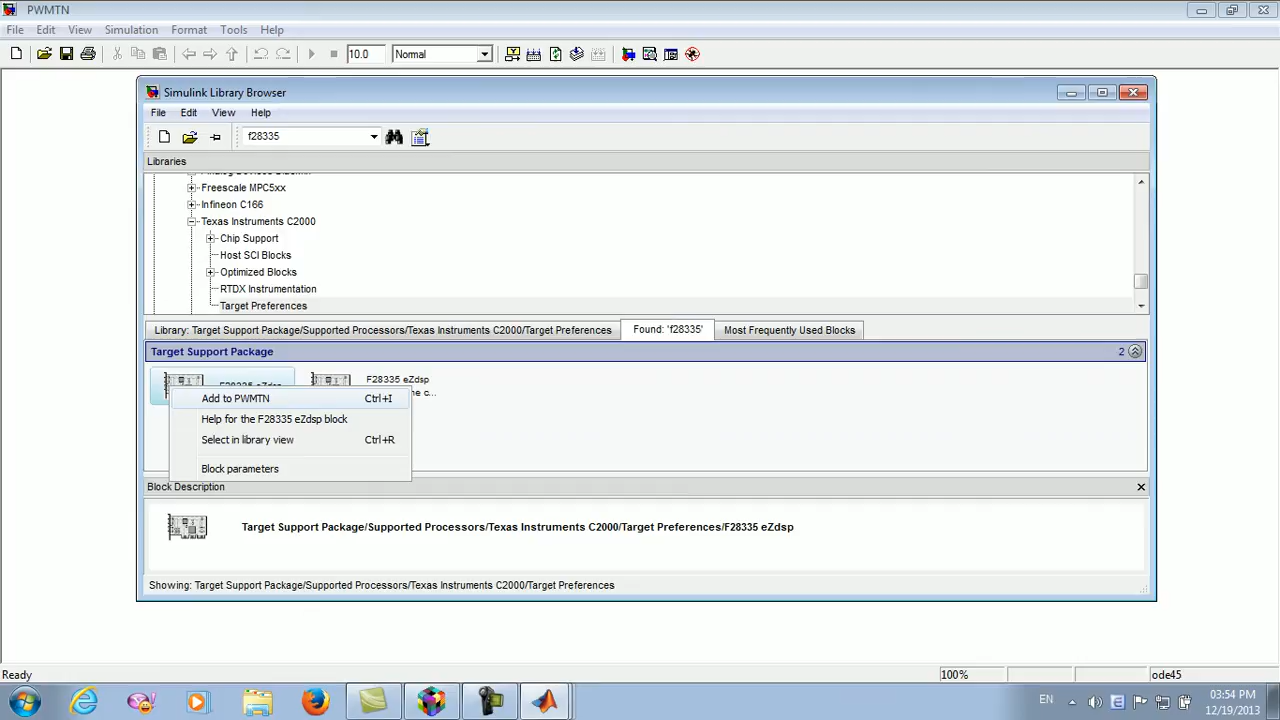 PWMTN
File Edit View Simulation Format Tools Help
10.0 Normal
Simulink Library Browser
File Edit View Help
f28335
Libraries
Freescale MPC5xx
Infineon C166
Texas Instruments C2000
Chip Support
Host SCI Blocks
Optimized Blocks
RTDX Instrumentation
Target Preferences
Library: Target Support Package/Supported Processors/Texas Instruments C2000/Target Preferences Found: 'f28335' Most Frequently Used Blocks
Target Support Package 2
F28335 eZdsp F28335 eZdsp
Add to PWMTN Ctrl+I
Help for the F28335 eZdsp block
Select in library view Ctrl+R
Block parameters
Block Description
Target Support Package/Supported Processors/Texas Instruments C2000/Target Preferences/F28335 eZdsp
Showing: Target Support Package/Supported Processors/Texas Instruments C2000/Target Preferences
Ready 100% ode45
EN 03:54 PM
12/19/2013